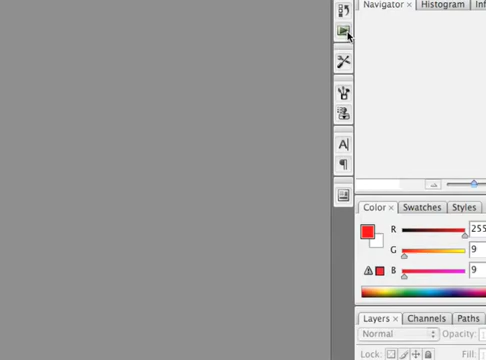 Navigator × Histogram Inf
A|
¶
Color × Swatches Styles
R 255
G 9
B 9
Layers × Channels Paths
Normal Opacity:
Lock: Fill: